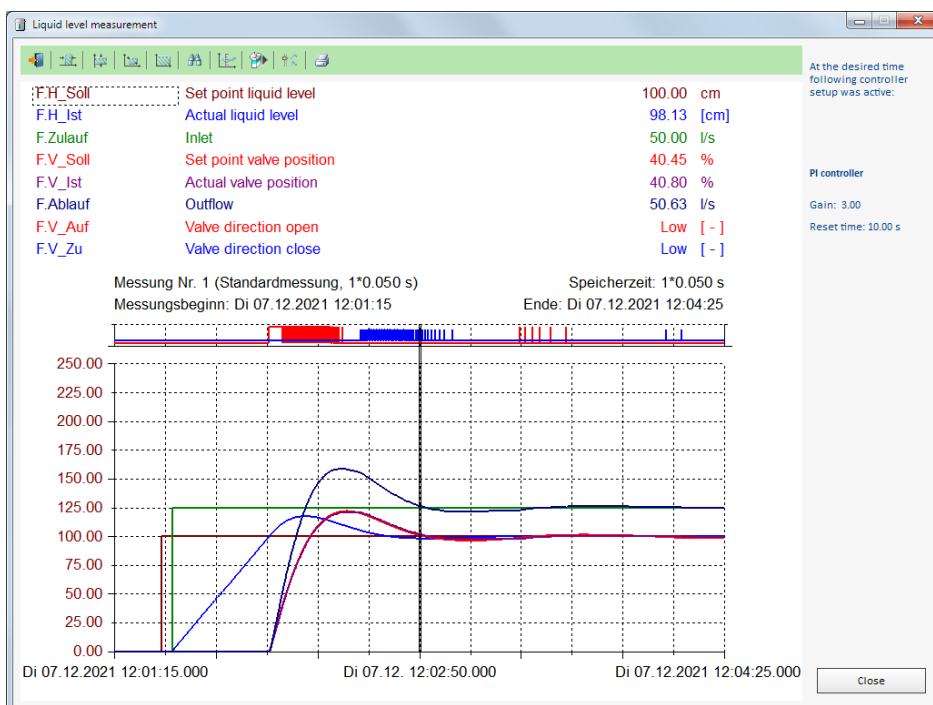 Liquid level measurement
At the desired time
following controller
setup was active:
PI controller
Gain: 3.00
Reset time: 10.00 s
F.H_Soll Set point liquid level 100.00 cm
F.H_Ist Actual liquid level 98.13 [cm]
F.Zulauf Inlet 50.00 l/s
F.V_Soll Set point valve position 40.45 %
F.V_Ist Actual valve position 40.80 %
F.Ablauf Outflow 50.63 l/s
F.V_Auf Valve direction open Low [ - ]
F.V_Zu Valve direction close Low [ - ]
Messung Nr. 1 (Standardmessung, 1*0.050 s) Speicherzeit: 1*0.050 s
Messungsbeginn: Di 07.12.2021 12:01:15 Ende: Di 07.12.2021 12:04:25
250.00
225.00
200.00
175.00
150.00
125.00
100.00
75.00
50.00
25.00
0.00
Di 07.12.2021 12:01:15.000 Di 07.12. 12:02:50.000 Di 07.12.2021 12:04:25.000
Close